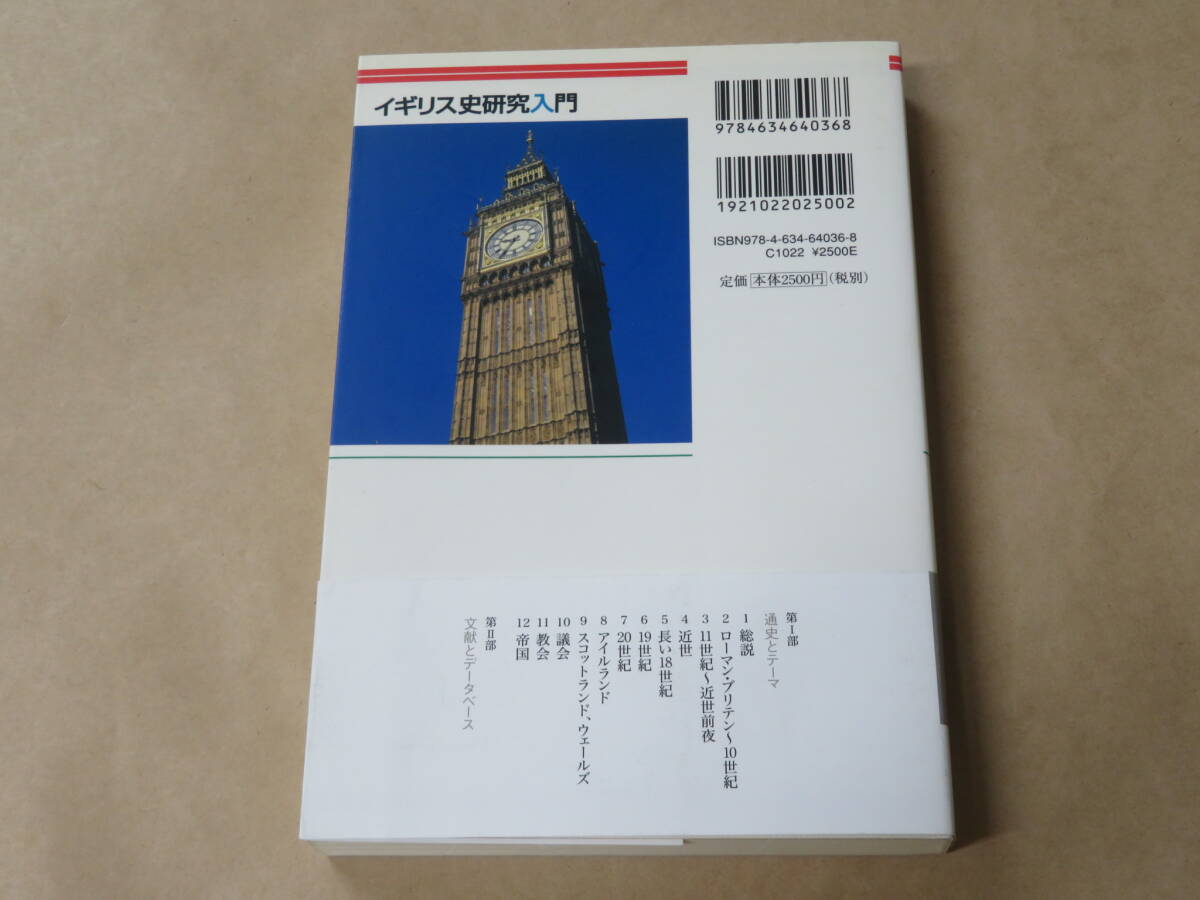 イギリス史研究入門
9784634640368
1921022025002
ISBN978-4-634-64036-8
C1022 ¥2500E
定価 本体2500円(税別)
第Ⅰ部
通史とテーマ
1 総説
2 ローマン・ブリテン〜10世紀
3 11世紀〜近世前夜
4 近世
5 長い18世紀
6 19世紀
7 20世紀
8 アイルランド
9 スコットランド、ウェールズ
10 議会
11 教会
12 帝国
第Ⅱ部
文献とデータベース